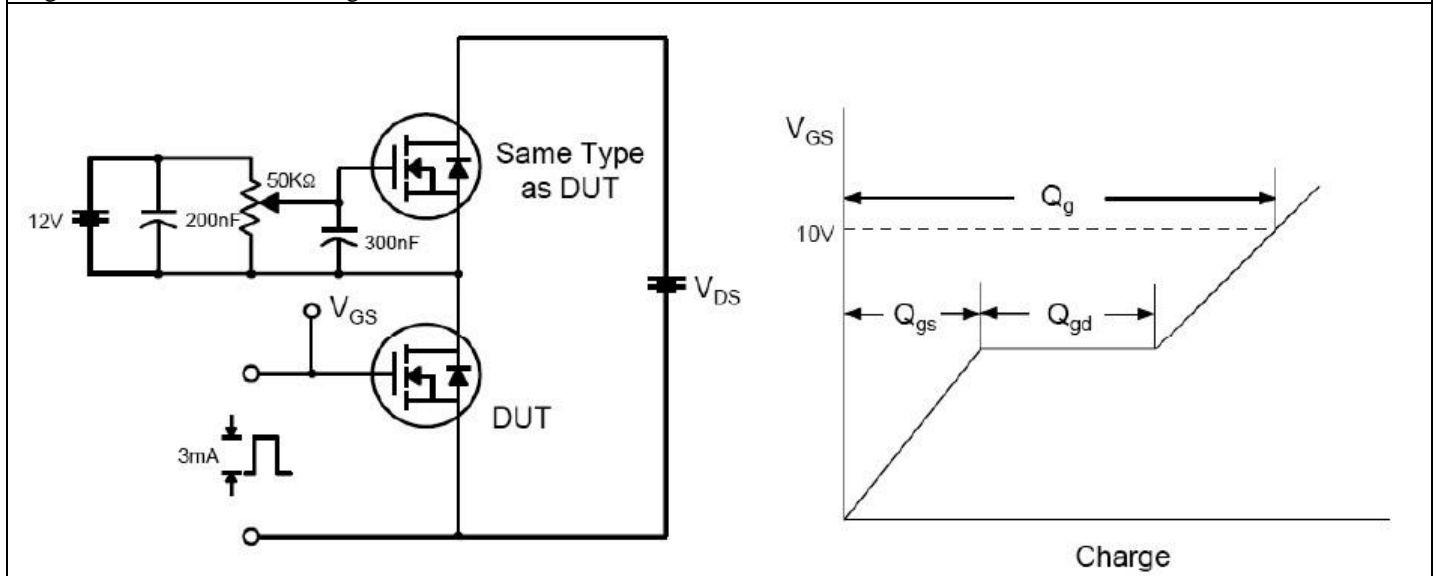 Same Type
as DUT
50KΩ
12V
200nF
300nF
V_GS
V_DS
DUT
3mA
V_GS
Q_g
10V
Q_gs
Q_gd
Charge